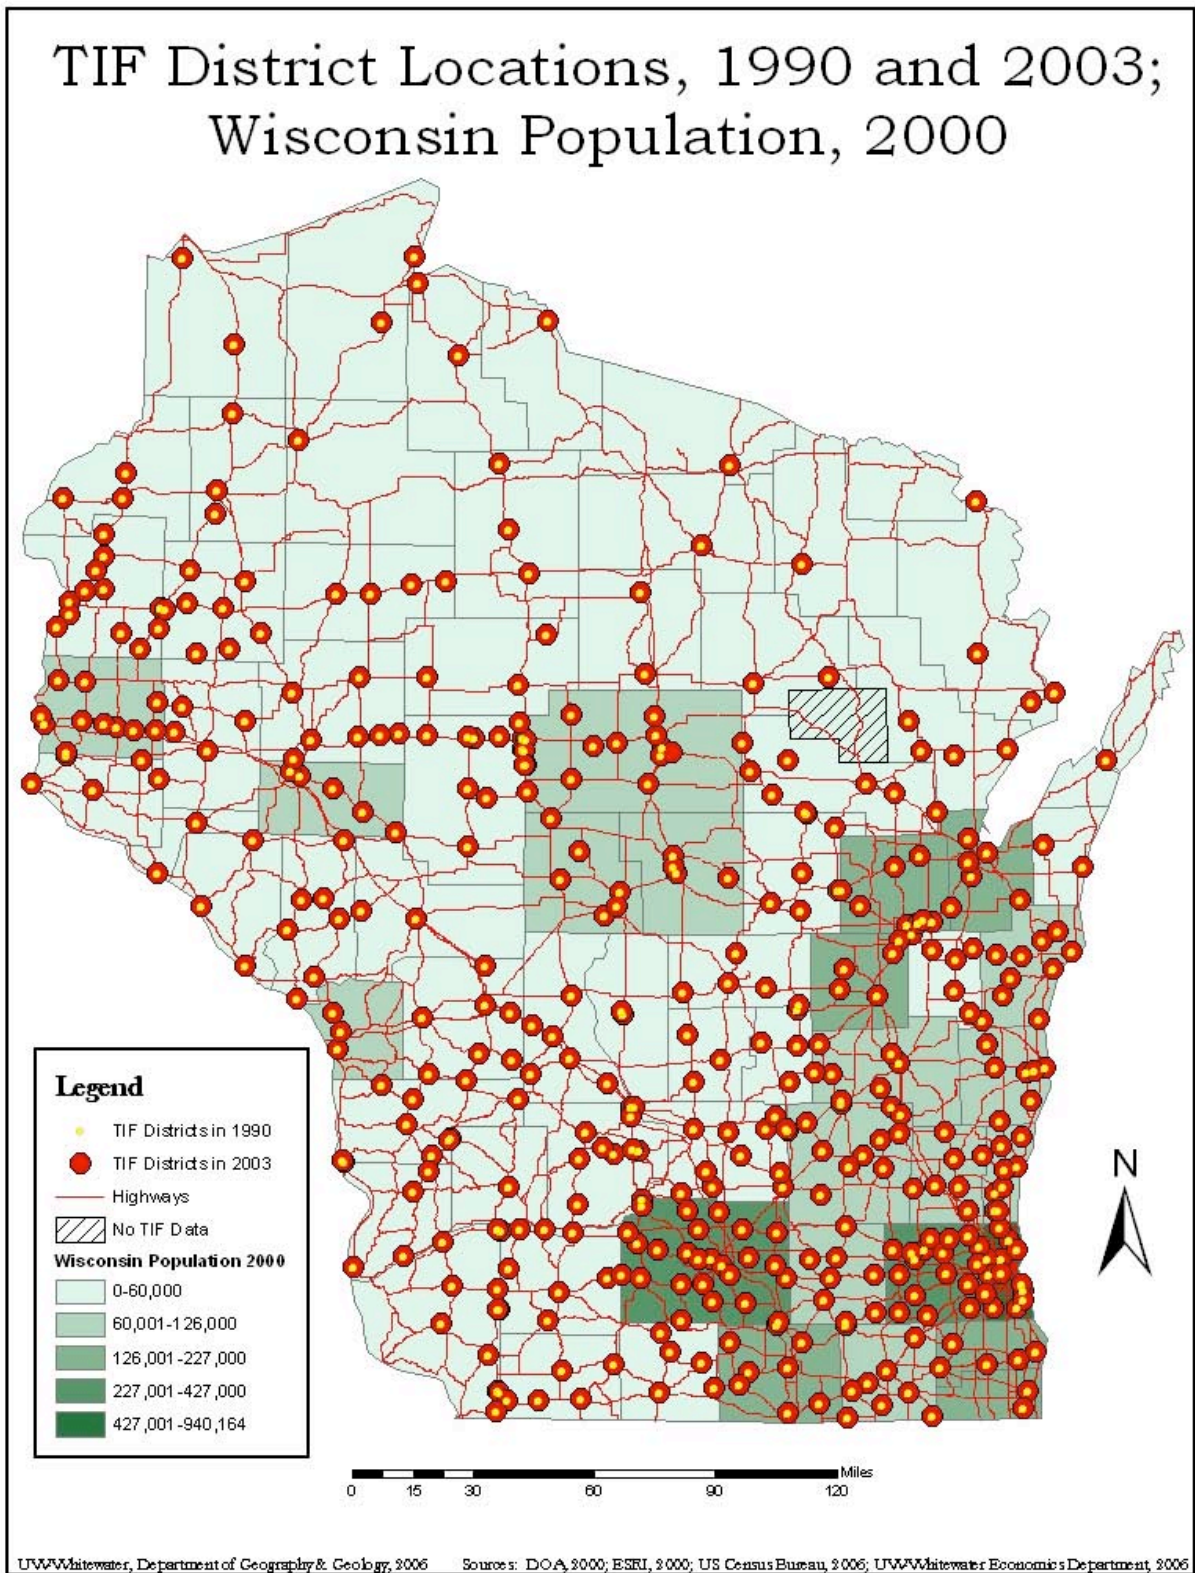 TIF District Locations, 1990 and 2003;
Wisconsin Population, 2000
Legend
TIF Districts in 1990
TIF Districts in 2003
Highways
No TIF Data
Wisconsin Population 2000
0-60,000
60,001-126,000
126,001-227,000
227,001-427,000
427,001-940,164
N
Miles
0 15 30 60 90 120
UW-Whitewater, Department of Geography & Geology, 2006 Sources: DOA, 2000; ESRI, 2000; US Census Bureau, 2006; UW-Whitewater Economics Department, 2006